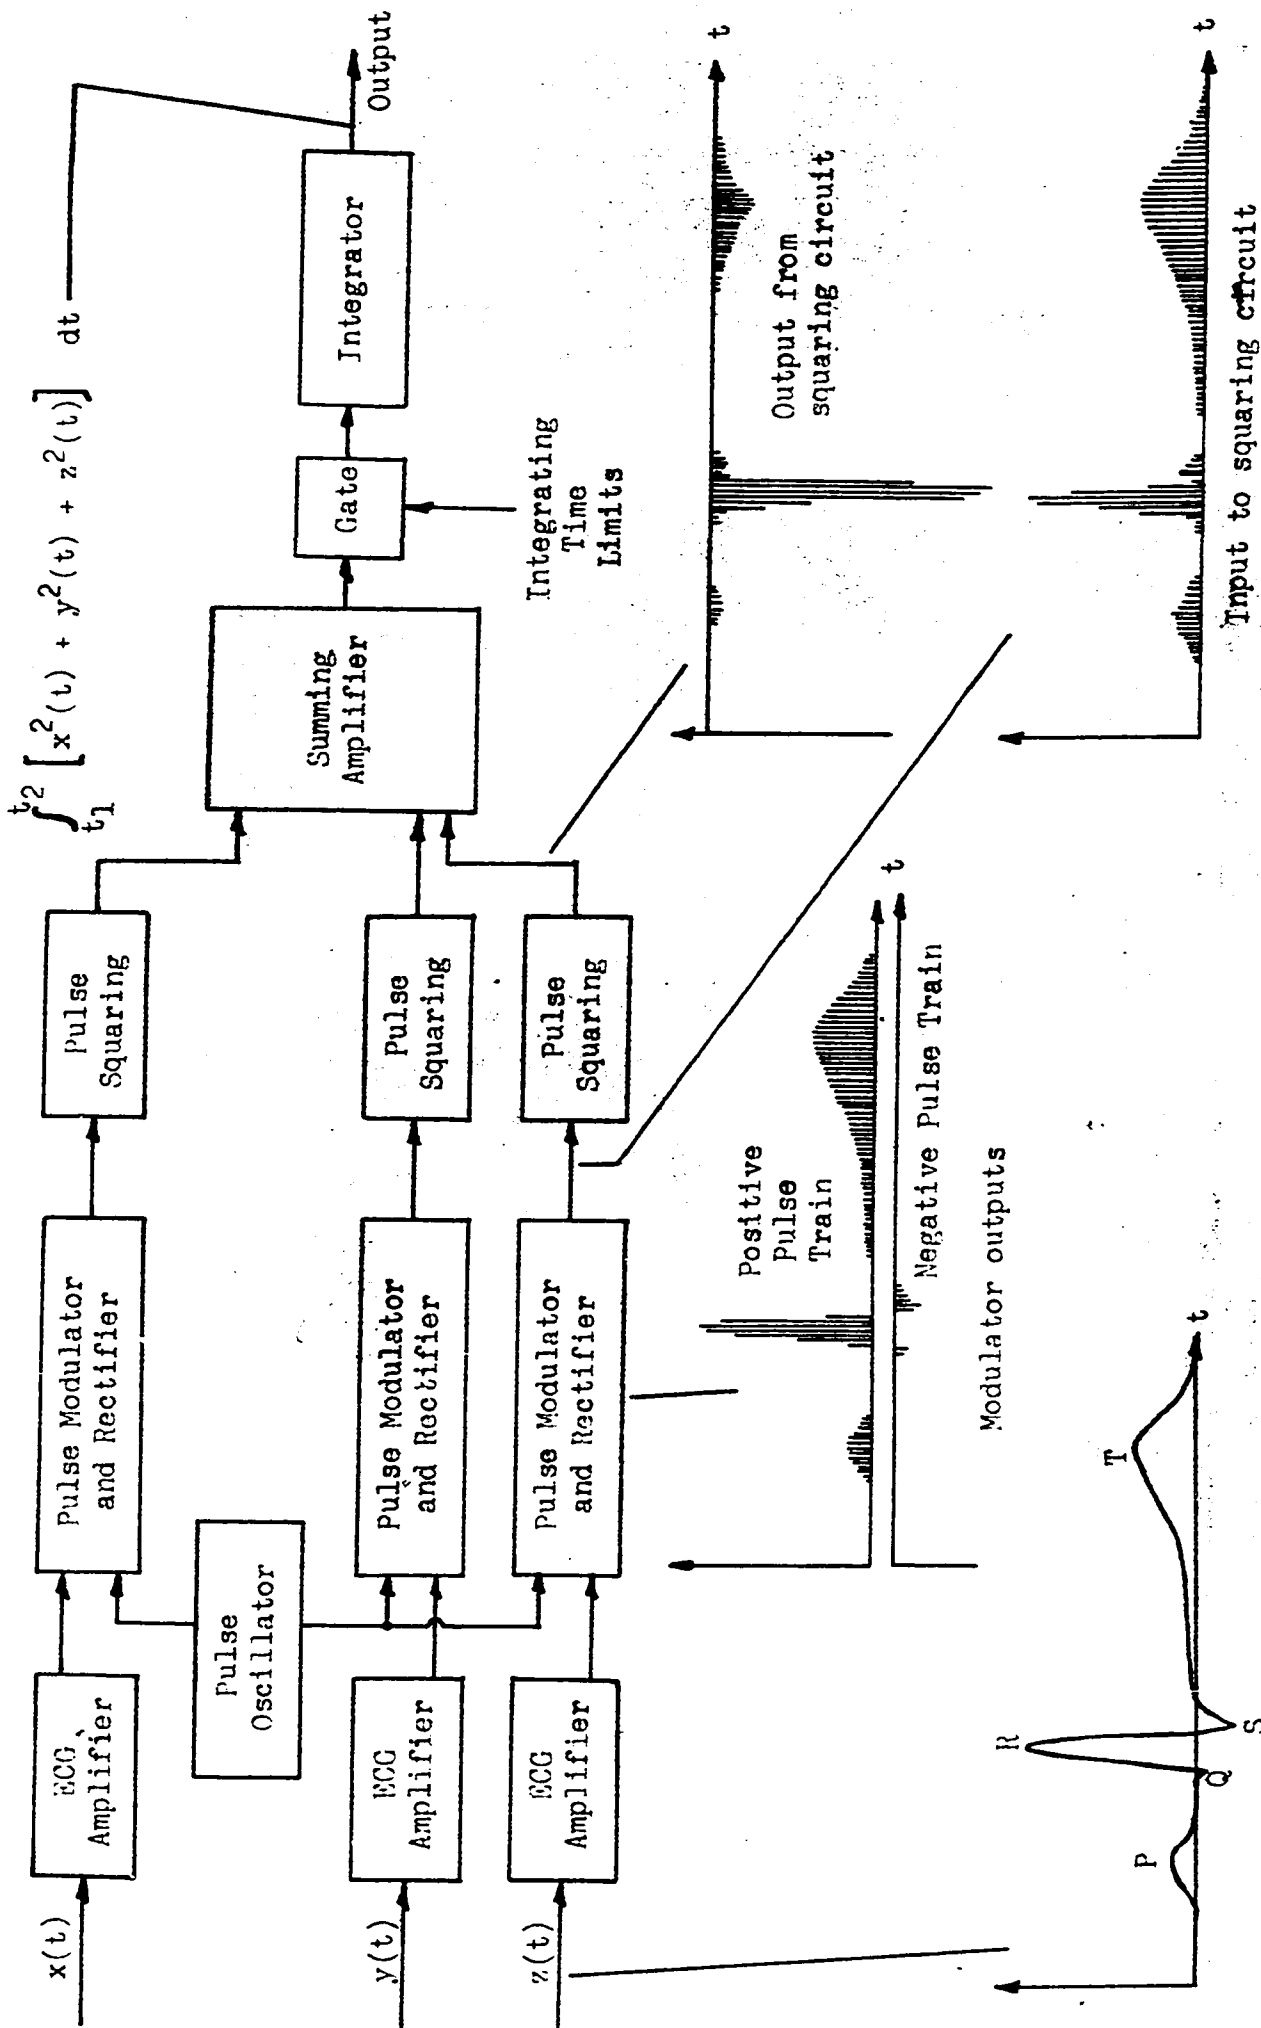 x(t)
ECG
Amplifier
Pulse Modulator
and Rectifier
Pulse
Squaring
∫t1t2 [x2(t) + y2(t) + z2(t)] dt
Pulse
Oscillator
Summing
Amplifier
Gate
Integrator
Output
Integrating
Time
Limits
y(t)
ECG
Amplifier
Pulse Modulator
and Rectifier
Pulse
Squaring
z(t)
ECG
Amplifier
Pulse Modulator
and Rectifier
Pulse
Squaring
Positive
Pulse
Train
t
Negative Pulse Train
Modulator outputs
t
Output from
squaring circuit
t
Input to squaring circuit
P
Q
R
S
T
t